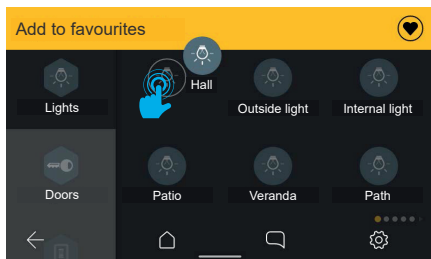 Add to favourites
Hall
Lights
Outside light
Internal light
Doors
Patio
Veranda
Path